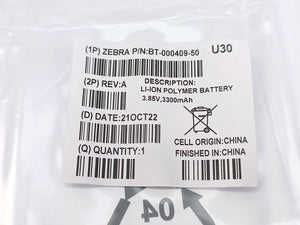 (1P) ZEBRA P/N:BT-000409-50 U30
(2P) REV:A
DESCRIPTION:
LI-ION POLYMER BATTERY
3.85V,3300mAh
(D) DATE:21OCT22
(Q) QUANTITY:1
CELL ORIGIN:CHINA
FINISHED IN:CHINA
04